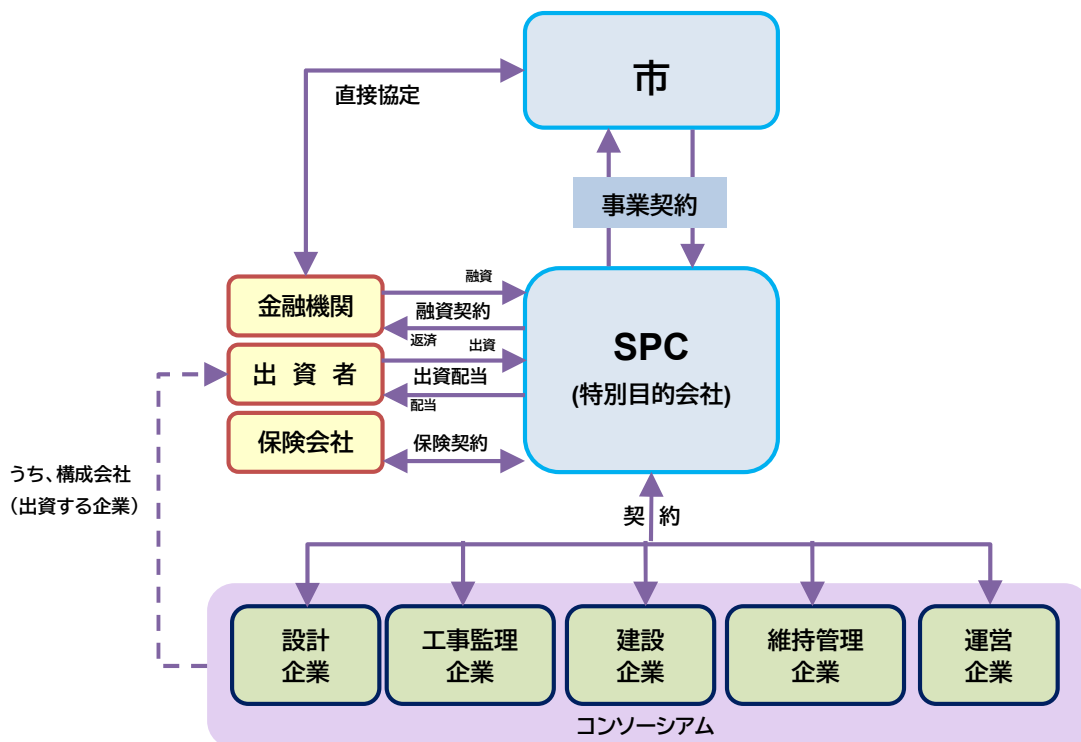 市
直接協定
事業契約
金融機関
融資
融資契約
返済
出資者
出資
出資配当
配当
保険会社
保険契約
SPC
(特別目的会社)
うち、構成会社
(出資する企業)
契約
設計
企業
工事監理
企業
建設
企業
維持管理
企業
運営
企業
コンソーシアム